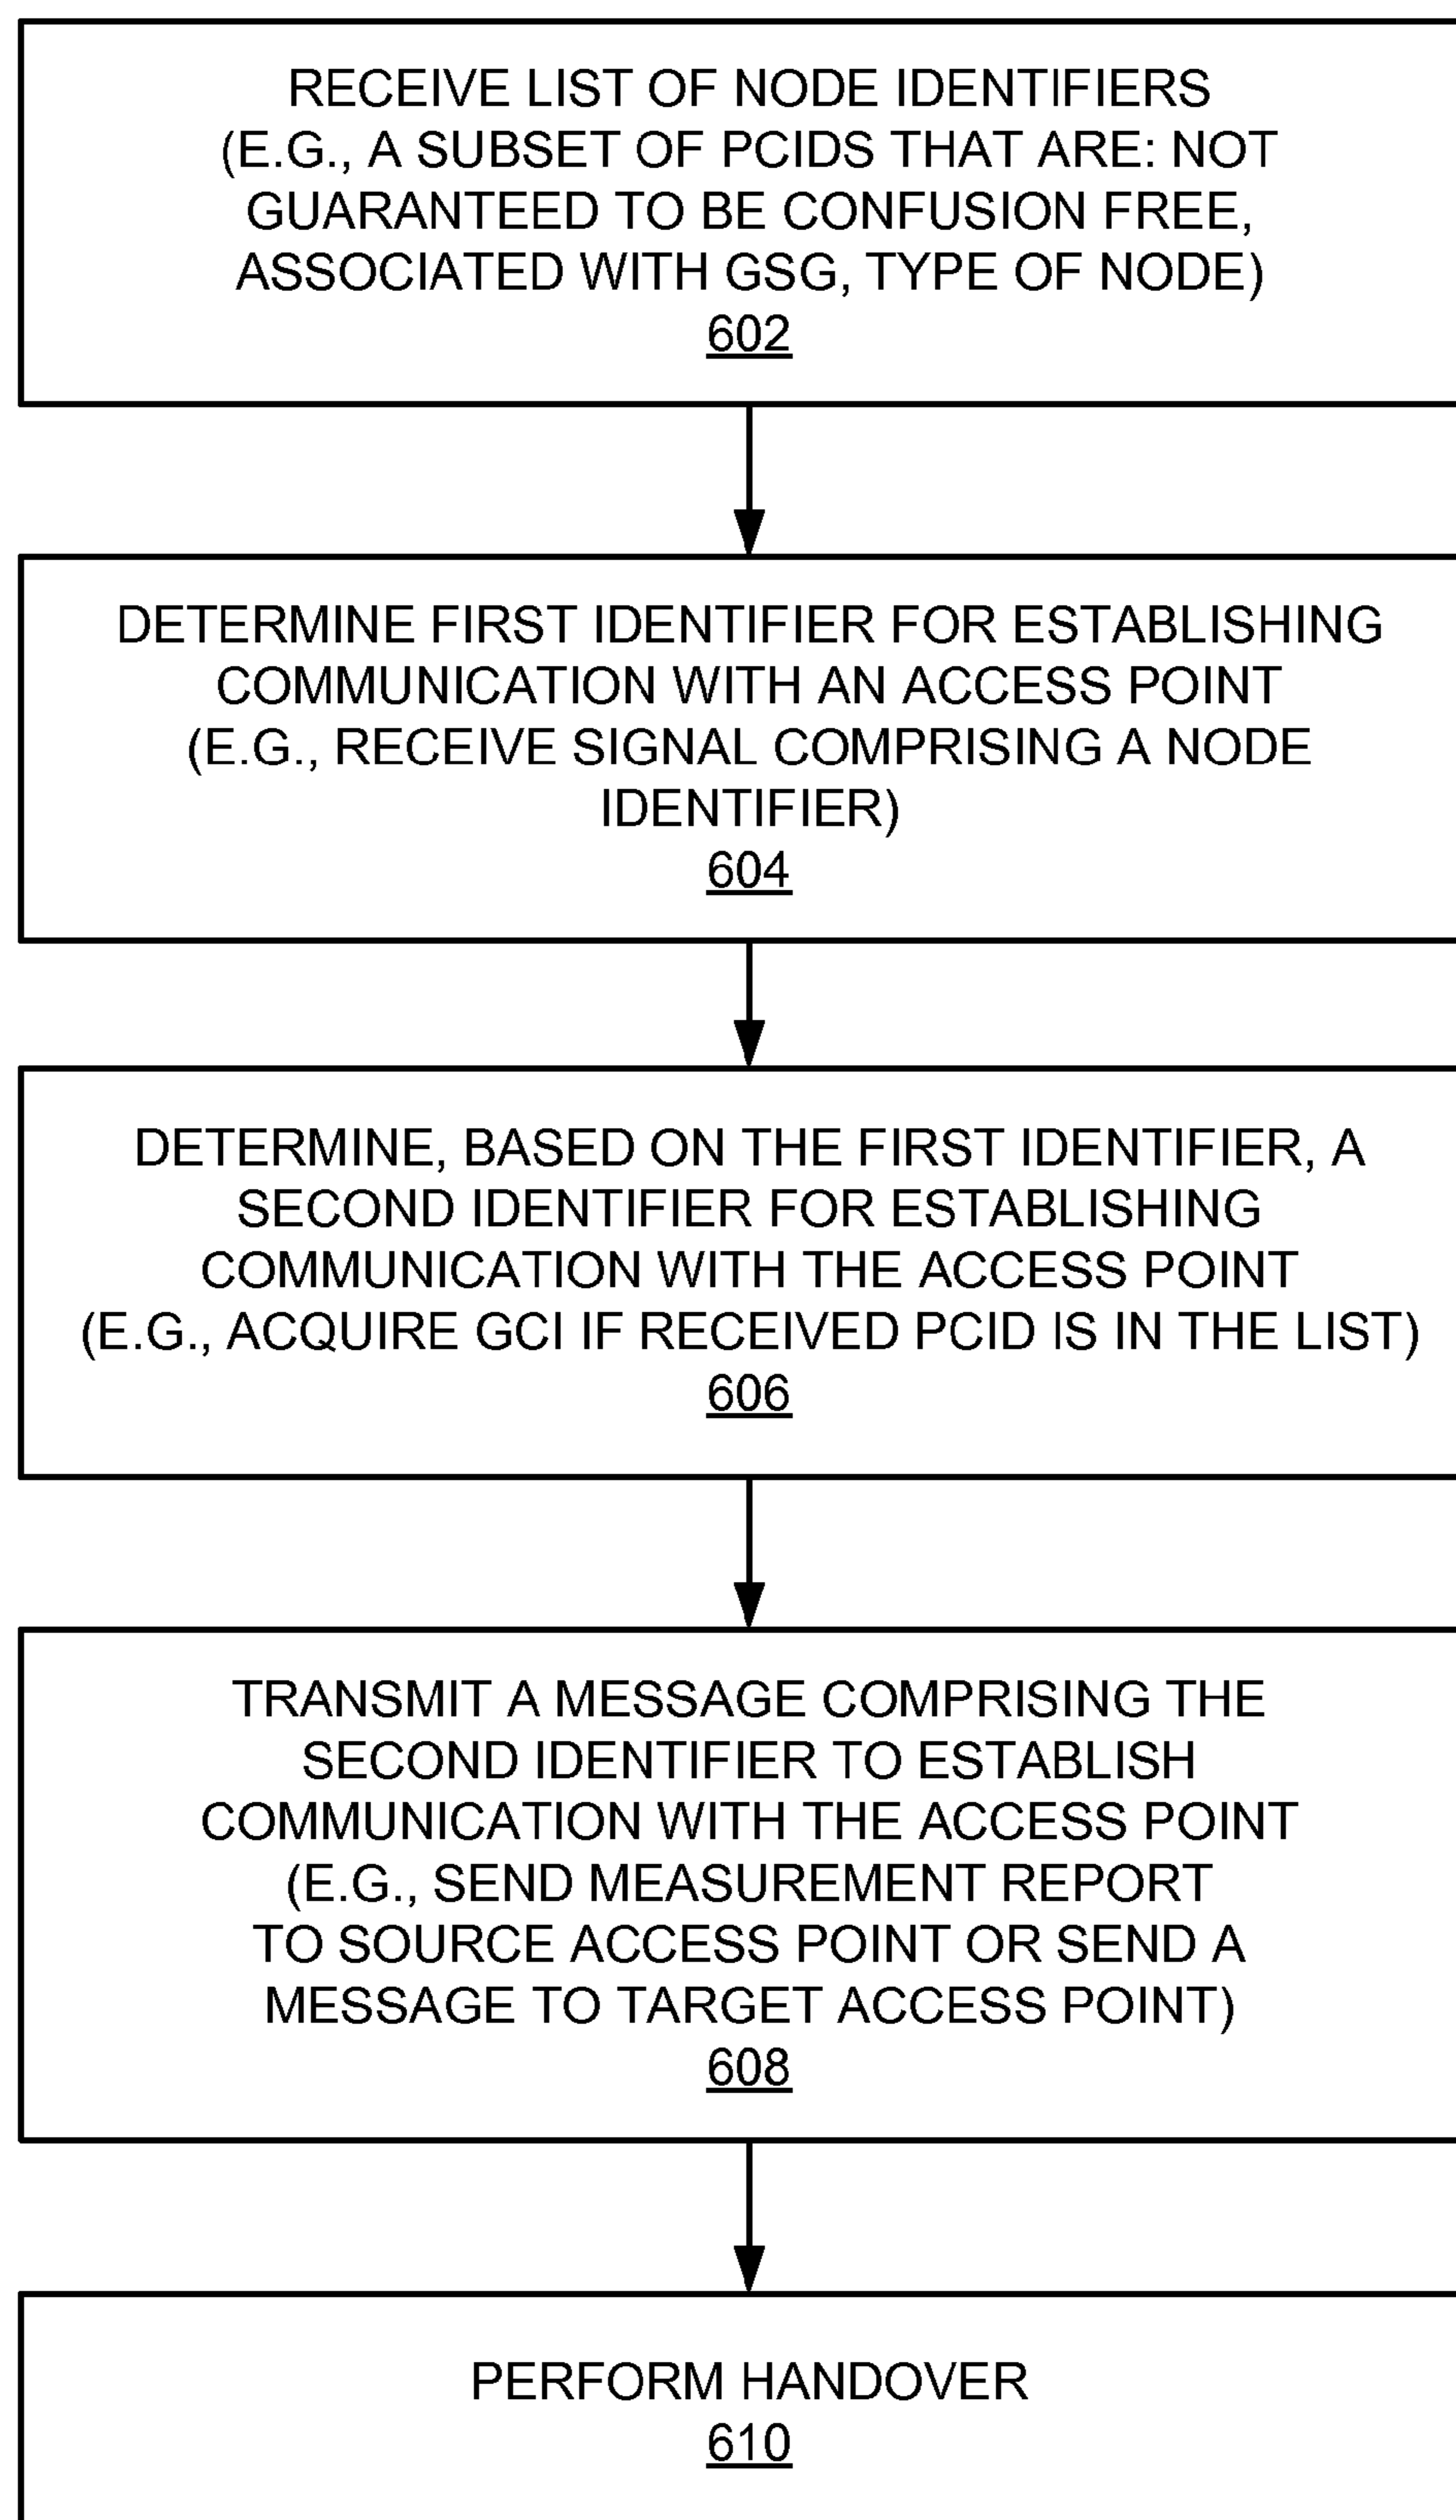 RECEIVE LIST OF NODE IDENTIFIERS
(E.G., A SUBSET OF PCIDS THAT ARE: NOT
GUARANTEED TO BE CONFUSION FREE,
ASSOCIATED WITH GSG, TYPE OF NODE)
602
DETERMINE FIRST IDENTIFIER FOR ESTABLISHING
COMMUNICATION WITH AN ACCESS POINT
(E.G., RECEIVE SIGNAL COMPRISING A NODE
IDENTIFIER)
604
DETERMINE, BASED ON THE FIRST IDENTIFIER, A
SECOND IDENTIFIER FOR ESTABLISHING
COMMUNICATION WITH THE ACCESS POINT
(E.G., ACQUIRE GCI IF RECEIVED PCID IS IN THE LIST)
606
TRANSMIT A MESSAGE COMPRISING THE
SECOND IDENTIFIER TO ESTABLISH
COMMUNICATION WITH THE ACCESS POINT
(E.G., SEND MEASUREMENT REPORT
TO SOURCE ACCESS POINT OR SEND A
MESSAGE TO TARGET ACCESS POINT)
608
PERFORM HANDOVER
610